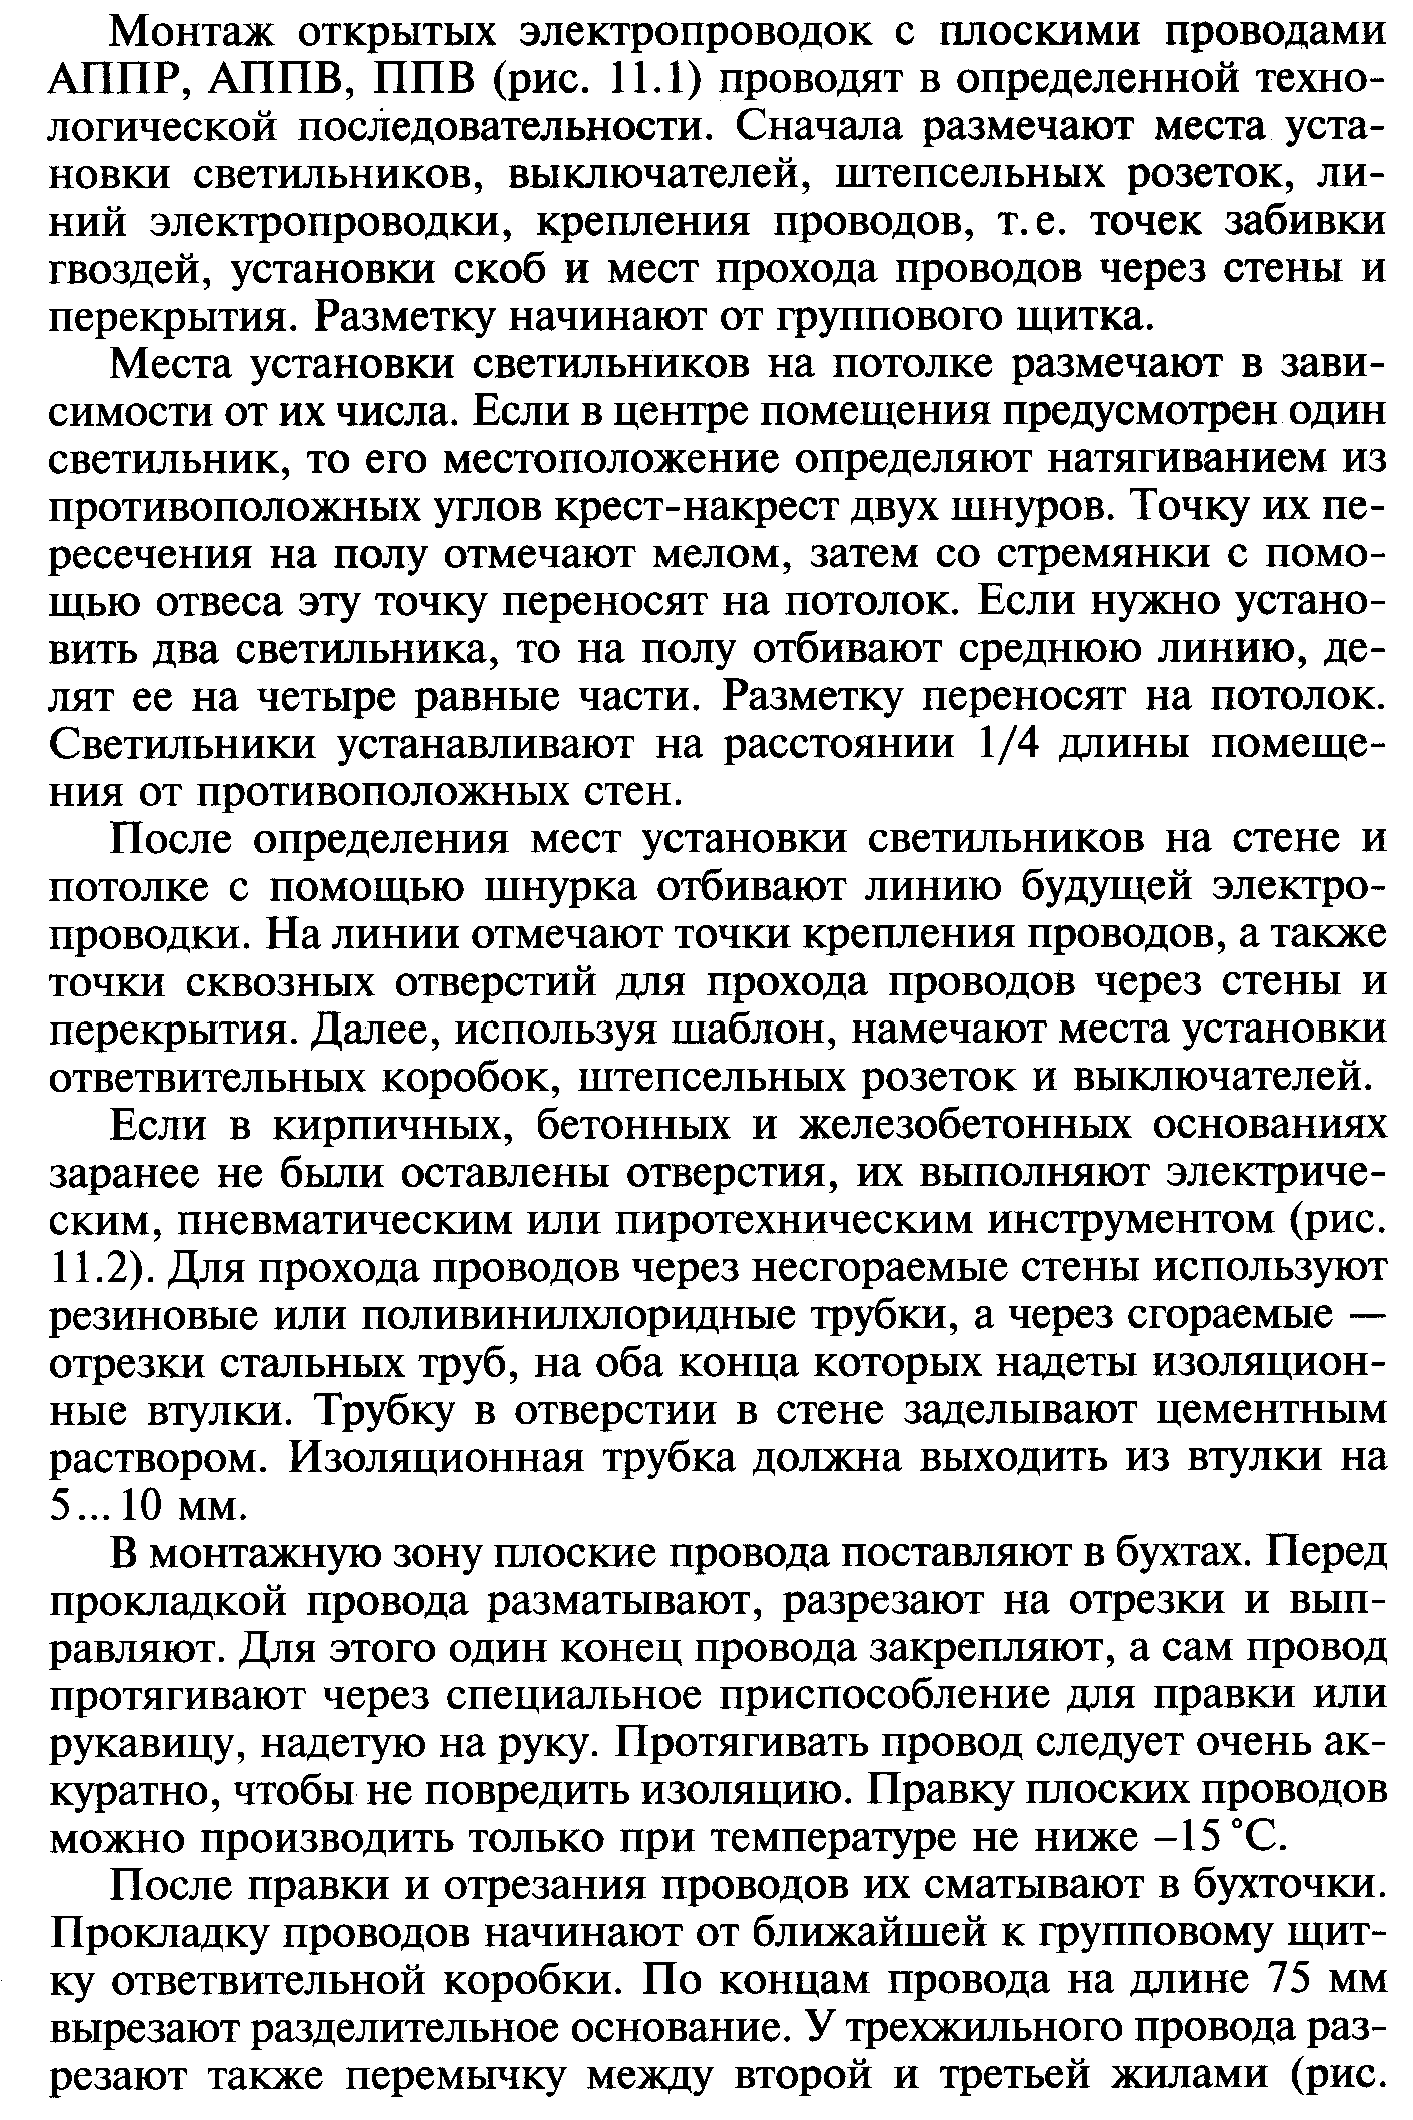 Монтаж открытых электропроводок с плоскими проводами
АППР, АППВ, ППВ (рис. 11.1) проводят в определенной техно-
логической последовательности. Сначала размечают места уста-
новки светильников, выключателей, штепсельных розеток, ли-
ний электропроводки, крепления проводов, т.е. точек забивки
гвоздей, установки скоб и мест прохода проводов через стены и
перекрытия. Разметку начинают от группового щитка.
Места установки светильников на потолке размечают в зави-
симости от их числа. Если в центре помещения предусмотрен один
светильник, то его местоположение определяют натягиванием из
противоположных углов крест-накрест двух шнуров. Точку их пе-
ресечения на полу отмечают мелом, затем со стремянки с помо-
щью отвеса эту точку переносят на потолок. Если нужно устано-
вить два светильника, то на полу отбивают среднюю линию, де-
лят ее на четыре равные части. Разметку переносят на потолок.
Светильники устанавливают на расстоянии 1/4 длины помеще-
ния от противоположных стен.
После определения мест установки светильников на стене и
потолке с помощью шнурка отбивают линию будущей электро-
проводки. На линии отмечают точки крепления проводов, а также
точки сквозных отверстий для прохода проводов через стены и
перекрытия. Далее, используя шаблон, намечают места установки
ответвительных коробок, штепсельных розеток и выключателей.
Если в кирпичных, бетонных и железобетонных основаниях
заранее не были оставлены отверстия, их выполняют электриче-
ским, пневматическим или пиротехническим инструментом (рис.
11.2). Для прохода проводов через несгораемые стены используют
резиновые или поливинилхлоридные трубки, а через сгораемые —
отрезки стальных труб, на оба конца которых надеты изоляцион-
ные втулки. Трубку в отверстии в стене заделывают цементным
раствором. Изоляционная трубка должна выходить из втулки на
5... 10 мм.
В монтажную зону плоские провода поставляют в бухтах. Перед
прокладкой провода разматывают, разрезают на отрезки и вып-
равляют. Для этого один конец провода закрепляют, а сам провод
протягивают через специальное приспособление для правки или
рукавицу, надетую на руку. Протягивать провод следует очень ак-
куратно, чтобы не повредить изоляцию. Правку плоских проводов
можно производить только при температуре не ниже –15 °С.
После правки и отрезания проводов их сматывают в бухточки.
Прокладку проводов начинают от ближайшей к групповому щит-
ку ответвительной коробки. По концам провода на длине 75 мм
вырезают разделительное основание. У трехжильного провода раз-
резают также перемычку между второй и третьей жилами (рис.